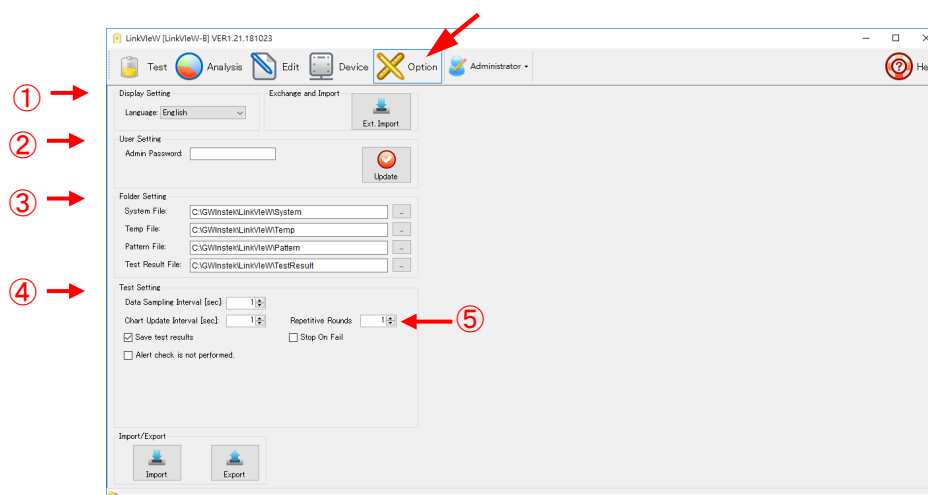 LinkVIeW [LinkVIeW-B] VER1.21.181023
Test Analysis Edit Device Option Administrator He
①
Display Setting Exchange and Import
Language: English
Ext. Import
②
User Setting
Admin Password:
Update
③
Folder Setting
System File: C:\GWInstek\LinkVIeW\System ..
Temp File: C:\GWInstek\LinkVIeW\Temp ..
Pattern File: C:\GWInstek\LinkVIeW\Pattern ..
Test Result File: C:\GWInstek\LinkVIeW\TestResult ..
④
Test Setting
Data Sampling Interval [sec]: 1
Chart Update Interval [sec]: 1 Repetitive Rounds 1 ⑤
Save test results Stop On Fail
Alert check is not performed.
Import/Export
Import Export